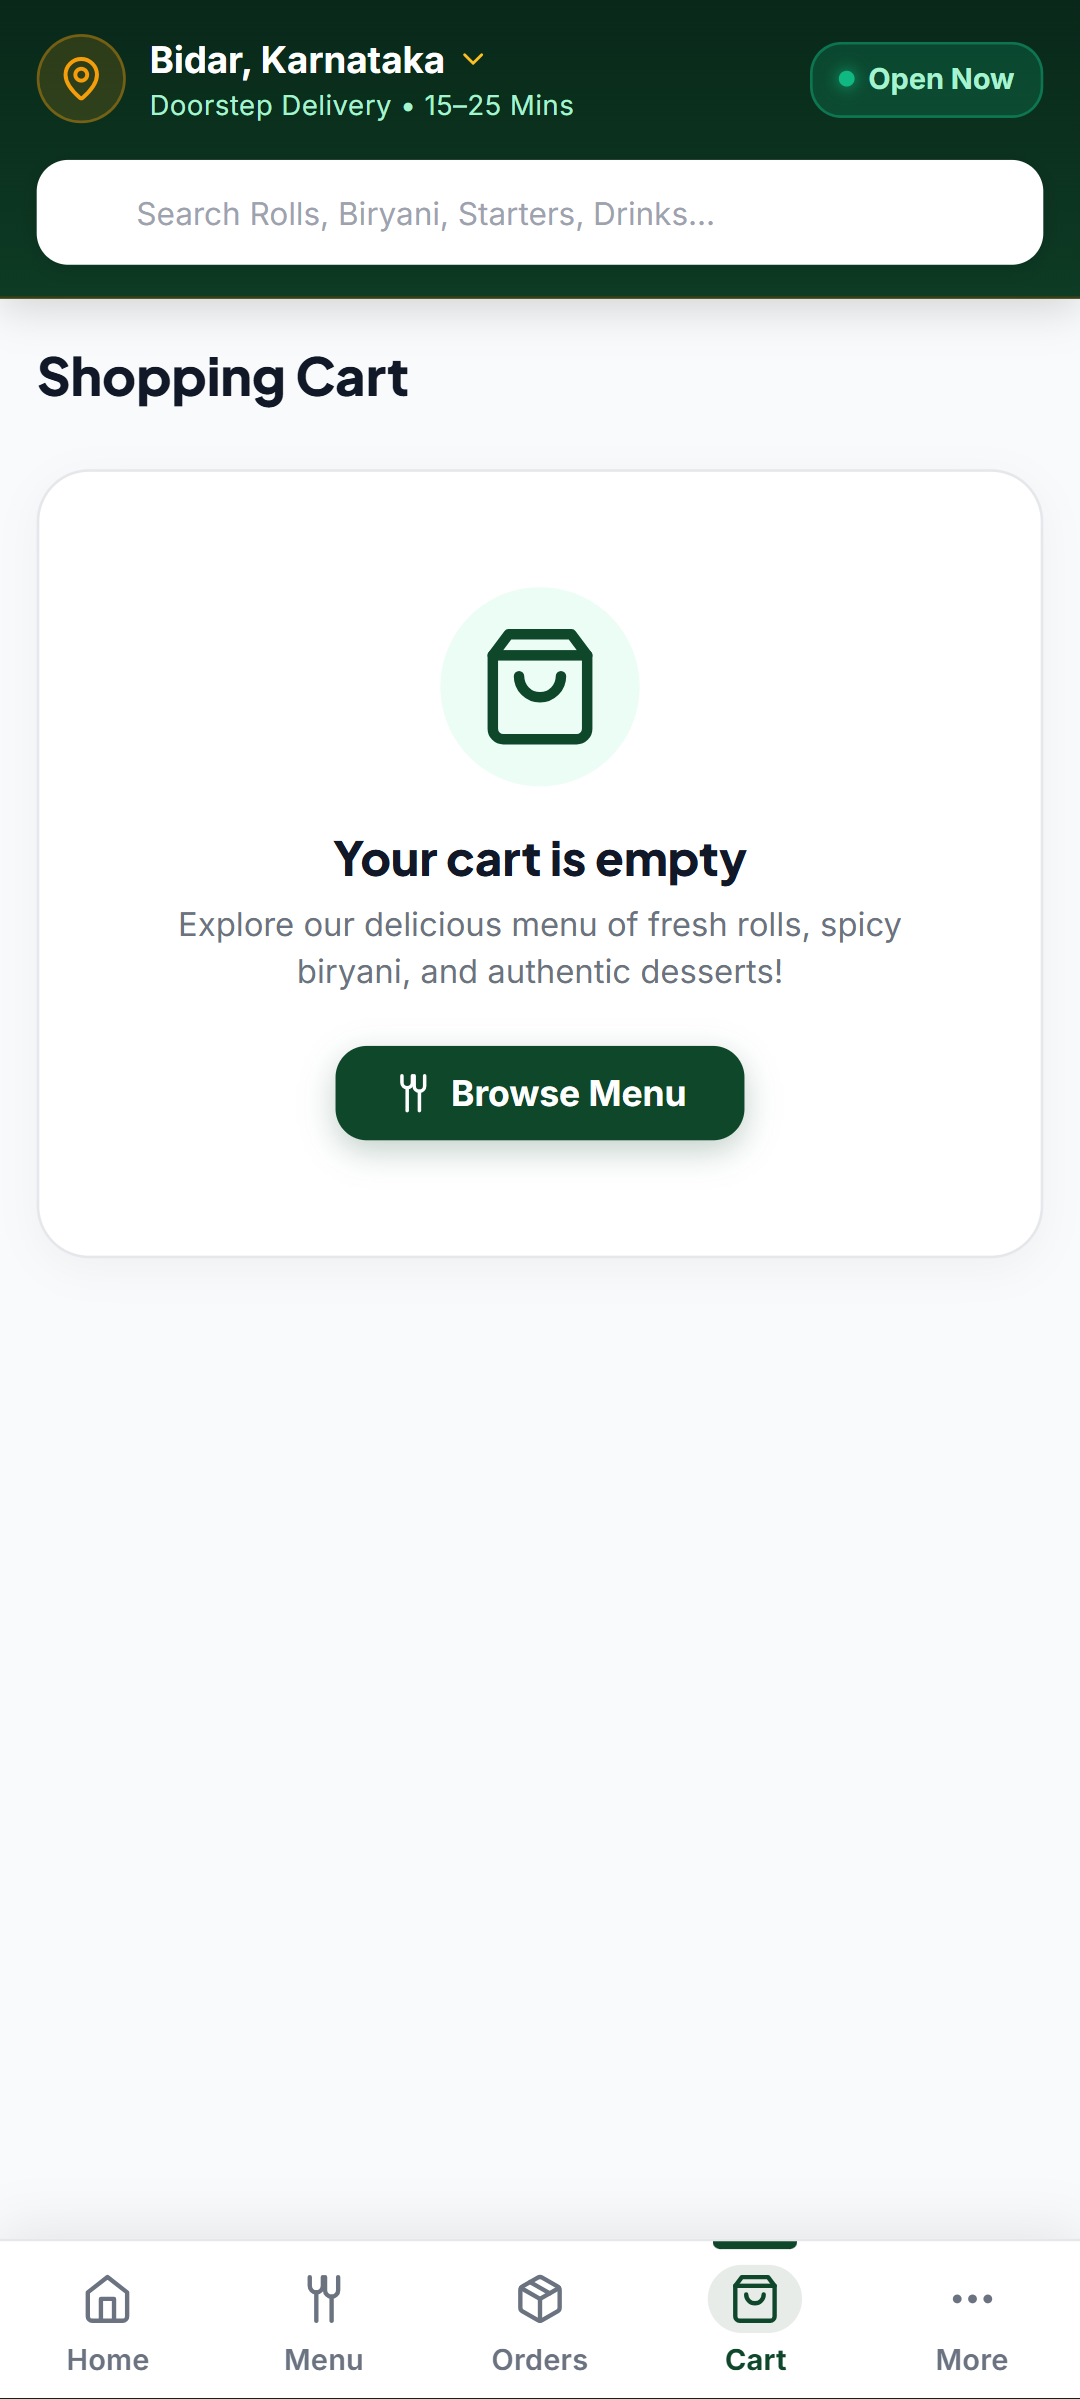 Bidar, Karnataka
Doorstep Delivery • 15–25 Mins
Open Now
Search Rolls, Biryani, Starters, Drinks...
Shopping Cart
Your cart is empty
Explore our delicious menu of fresh rolls, spicy
biryani, and authentic desserts!
Browse Menu
Home
Menu
Orders
Cart
More